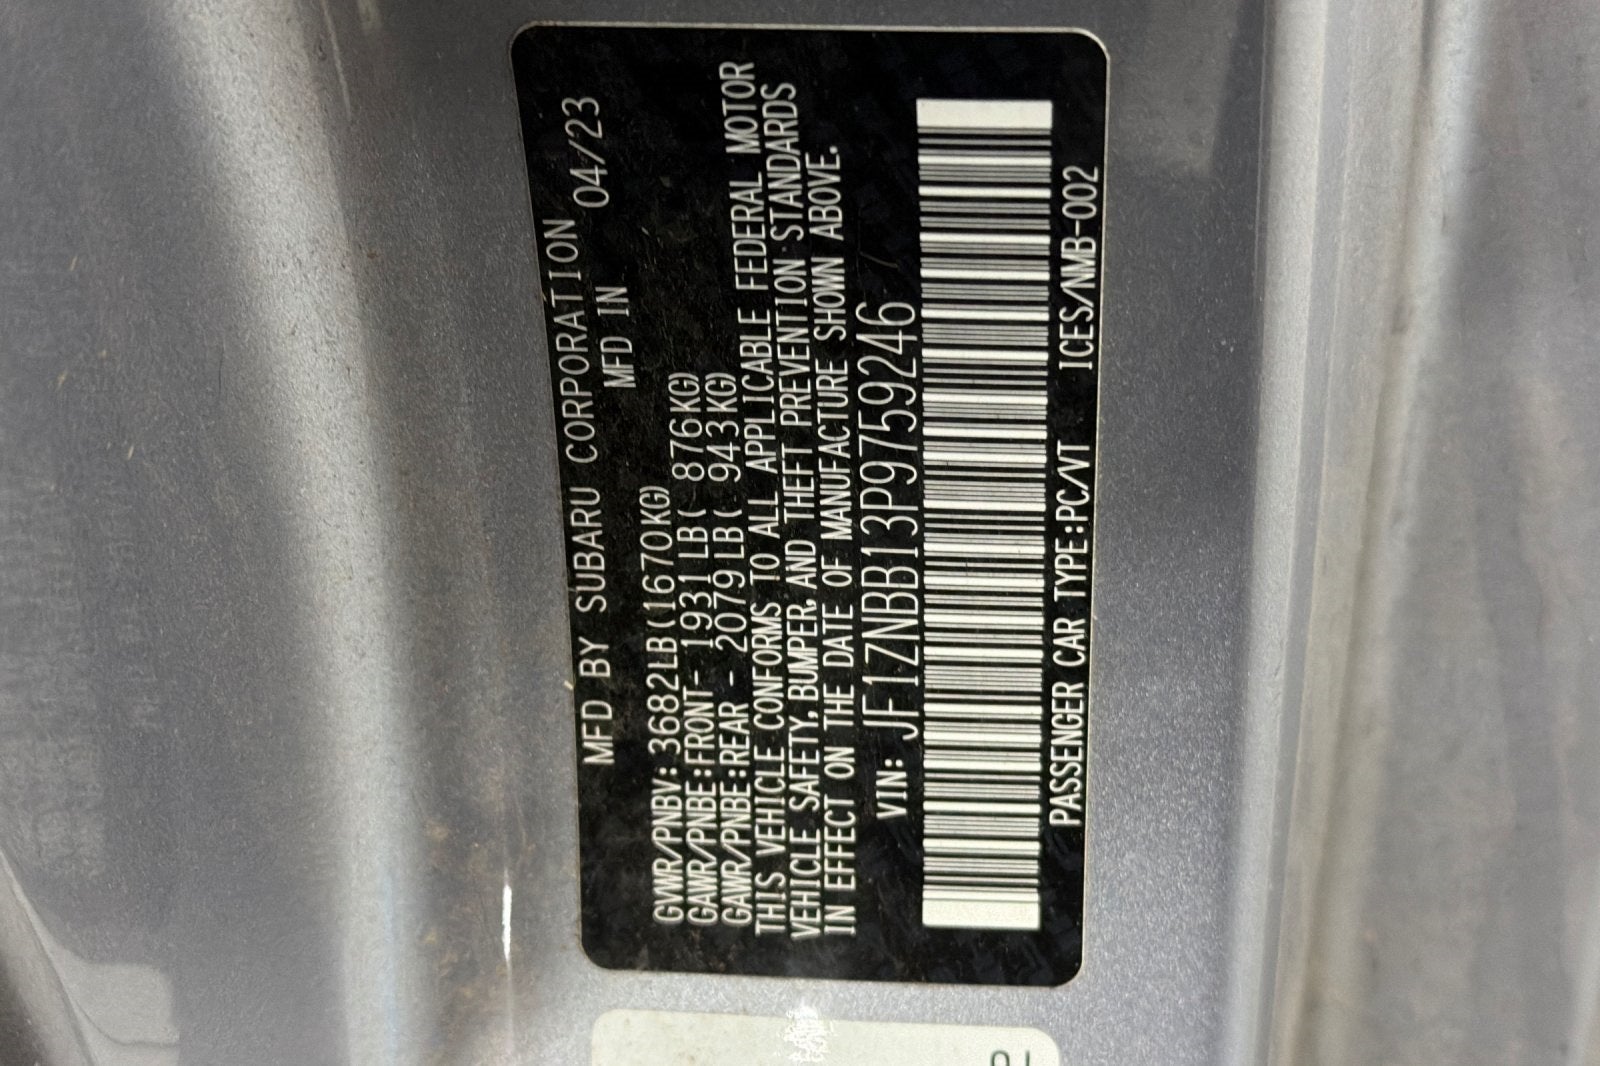 MFD BY SUBARU CORPORATION
MFD IN 04/23
GVWR/PNBV: 3682LB(1670KG)
GAWR/PNBE:FRONT- 1931LB( 876KG)
GAWR/PNBE:REAR - 2079LB( 943KG)
THIS VEHICLE CONFORMS TO ALL APPLICABLE FEDERAL MOTOR
VEHICLE SAFETY, BUMPER, AND THEFT PREVENTION STANDARDS
IN EFFECT ON THE DATE OF MANUFACTURE SHOWN ABOVE.
VIN: JF1ZNBB13P9759246
PASSENGER CAR TYPE:PC/VT ICES/NMB-002